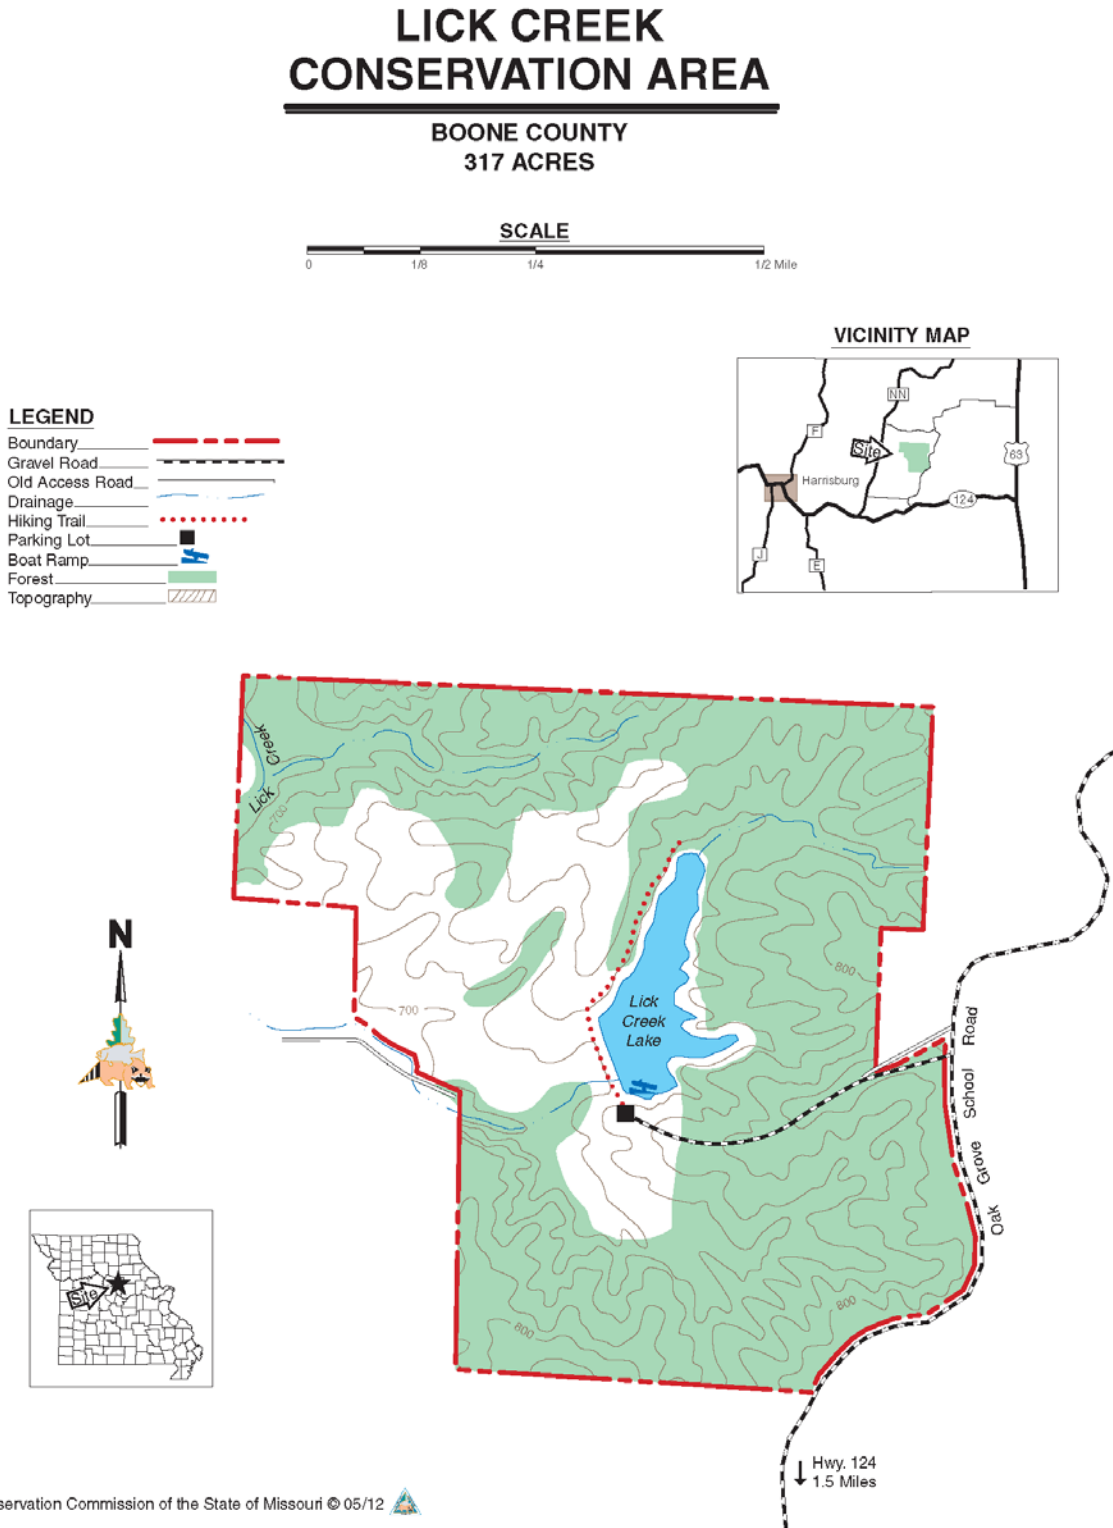 LICK CREEK
CONSERVATION AREA
BOONE COUNTY
317 ACRES
SCALE
0 1/8 1/4 1/2 Mile
VICINITY MAP
NN
F
Site
63
Harrisburg
124
J
E
LEGEND
Boundary
Gravel Road
Old Access Road
Drainage
Hiking Trail
Parking Lot
Boat Ramp
Forest
Topography
Lick Creek
700
N
800
700
Lick
Creek
Lake
Oak Grove School Road
Site
800
800
Hwy. 124
1.5 Miles
servation Commission of the State of Missouri © 05/12